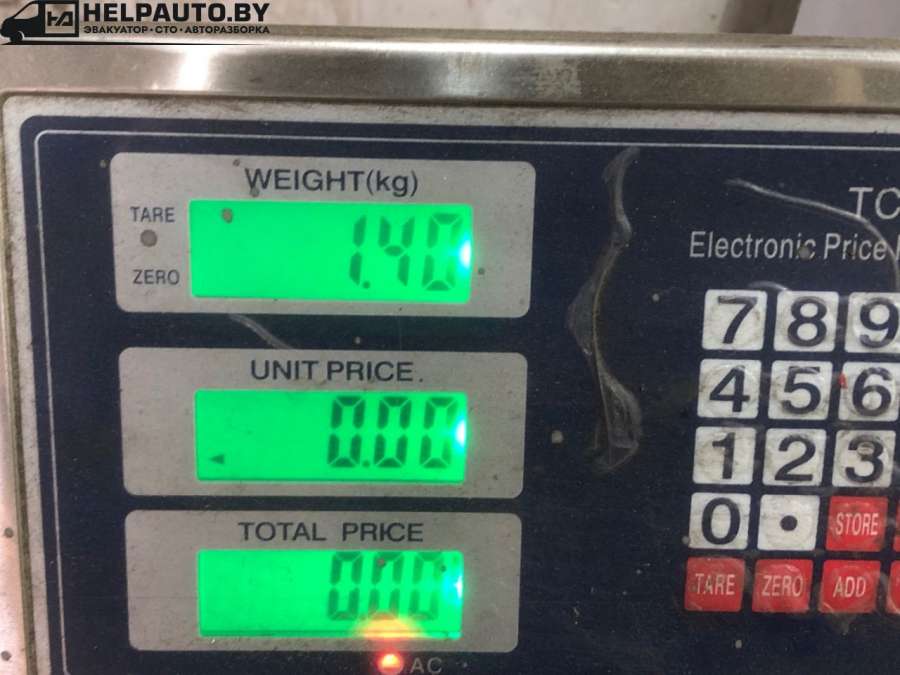 HELPAUTO.BY
ЭВАКУАТОР • СТО • АВТОРАЗБОРКА
WEIGHT(kg)
TARE
1.40
ZERO
UNIT PRICE
0.00
TOTAL PRICE
0.00
AC
TC
Electronic Price
7 8 9
4 5 6
1 2 3
0 • STORE
TARE ZERO ADD